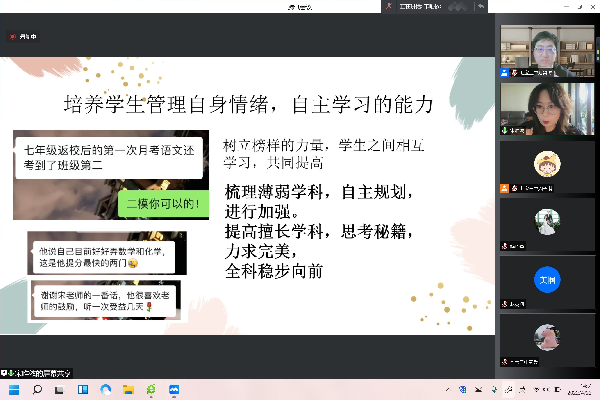 培养学生管理自身情绪，自主学习的能力
七年级返校后的第一次月考语文还
考到了班级第二
二模你可以的！
他说自己目前好好弄数学和化学，
这是他提分最快的两门
谢谢宋老师的一番话，他很喜欢老
师的鼓励，听一次受益几天
树立榜样的力量，学生之间相互
学习，共同提高
梳理薄弱学科，自主规划，
进行加强。
提高擅长学科，思考秘籍，
力求完美，
全科稳步向前